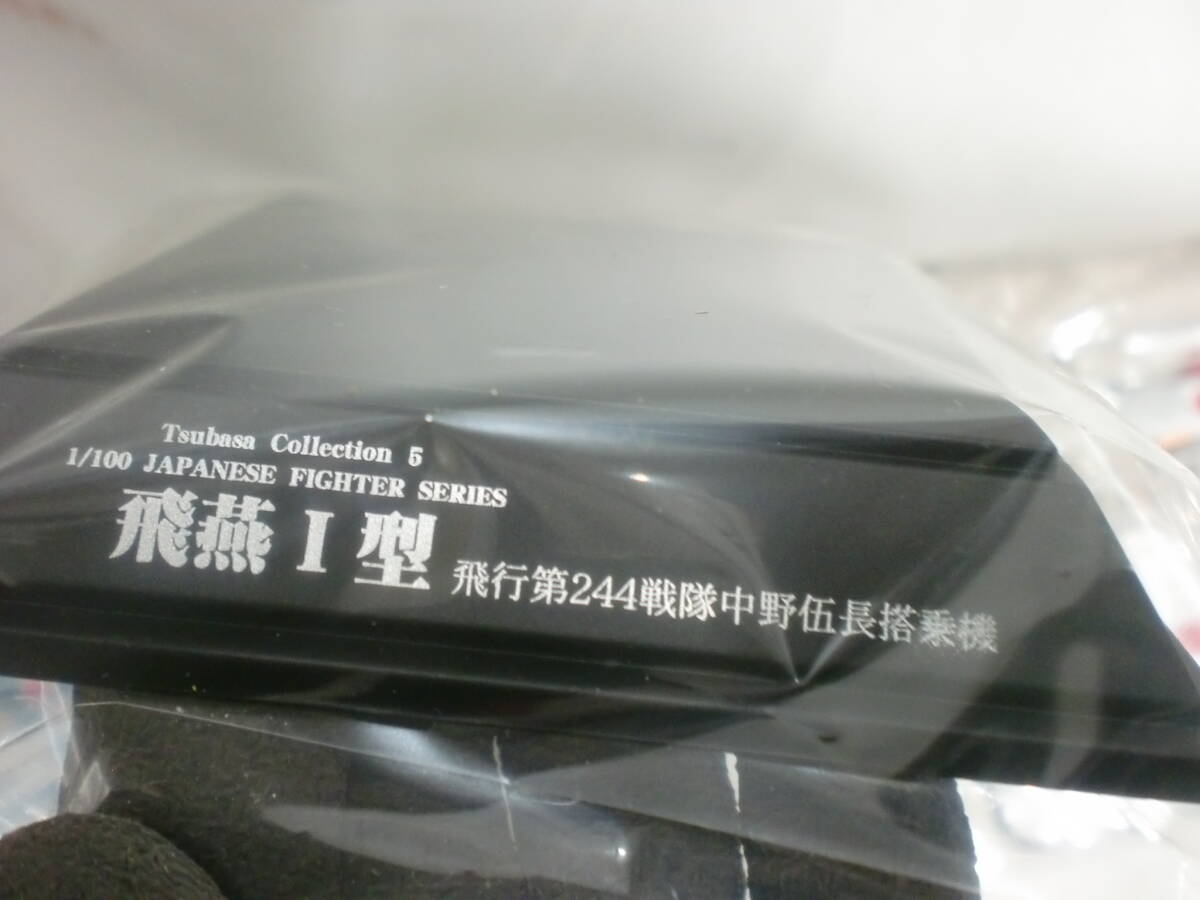 Tsubasa Collection 5
1/100 JAPANESE FIGHTER SERIES
飛燕I型 飛行第244戦隊中野伍長搭乗機